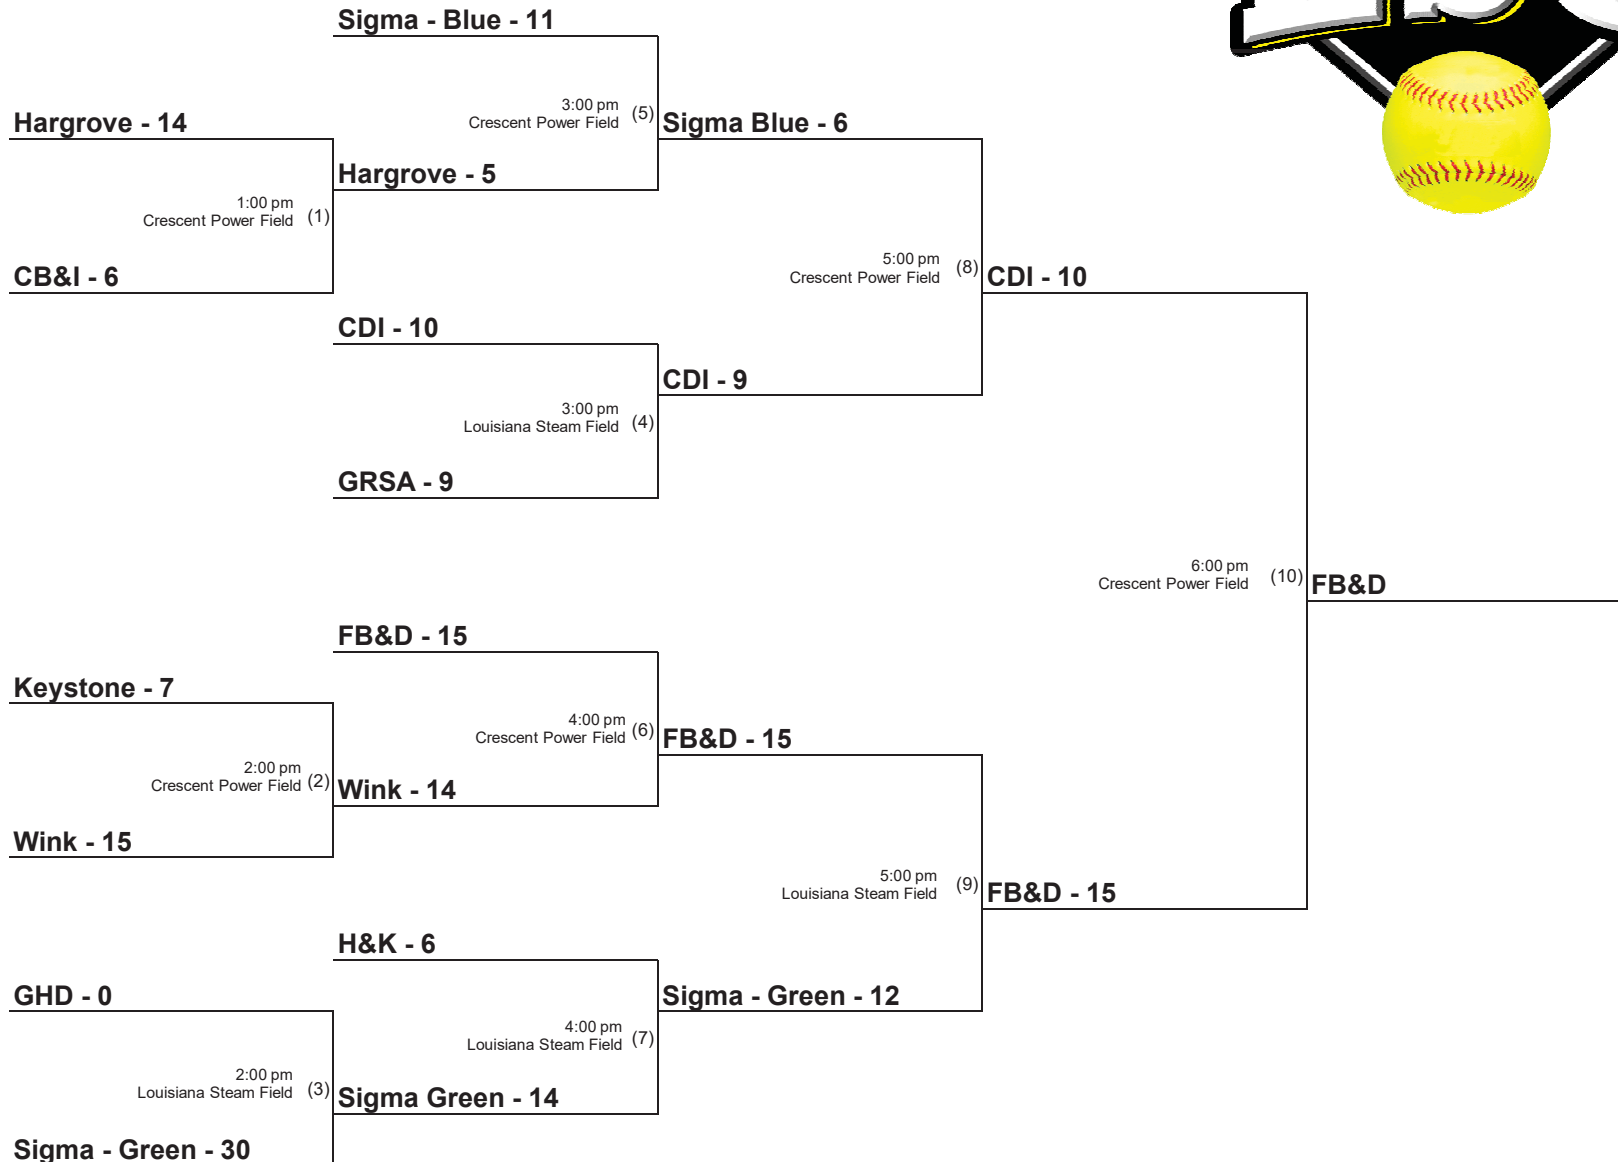 Sigma - Blue - 11
3:00 pm
Crescent Power Field (5)
Hargrove - 14
Sigma Blue - 6
Hargrove - 5
1:00 pm
Crescent Power Field (1)
CB&I - 6
5:00 pm
Crescent Power Field (8)
CDI - 10
CDI - 10
CDI - 9
3:00 pm
Louisiana Steam Field (4)
GRSA - 9
6:00 pm
Crescent Power Field (10)
FB&D
FB&D - 15
Keystone - 7
4:00 pm
Crescent Power Field (6)
FB&D - 15
2:00 pm
Crescent Power Field (2)
Wink - 14
Wink - 15
5:00 pm
Louisiana Steam Field (9)
FB&D - 15
H&K - 6
GHD - 0
Sigma - Green - 12
4:00 pm
Louisiana Steam Field (7)
2:00 pm
Louisiana Steam Field (3)
Sigma Green - 14
Sigma - Green - 30